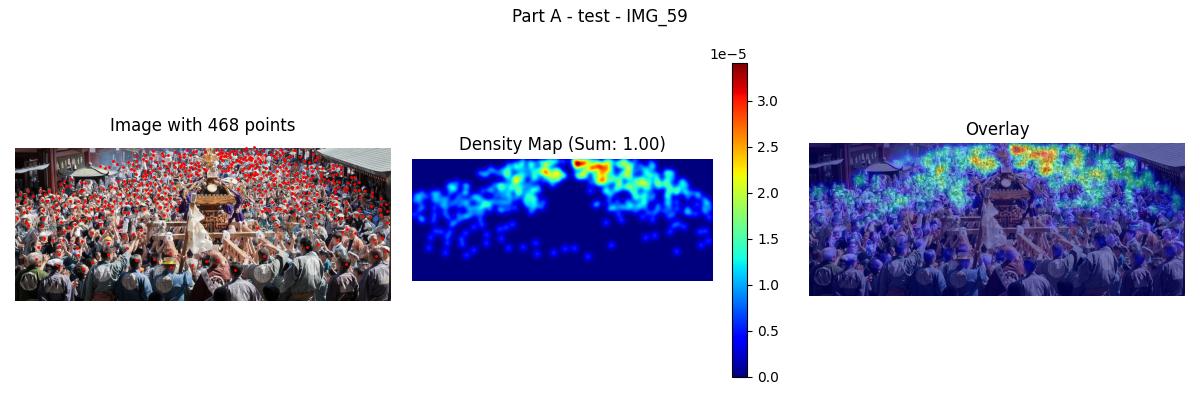 Part A - test - IMG_59
Image with 468 points
Density Map (Sum: 1.00)
1e−5
3.0
2.5
2.0
1.5
1.0
0.5
0.0
Overlay